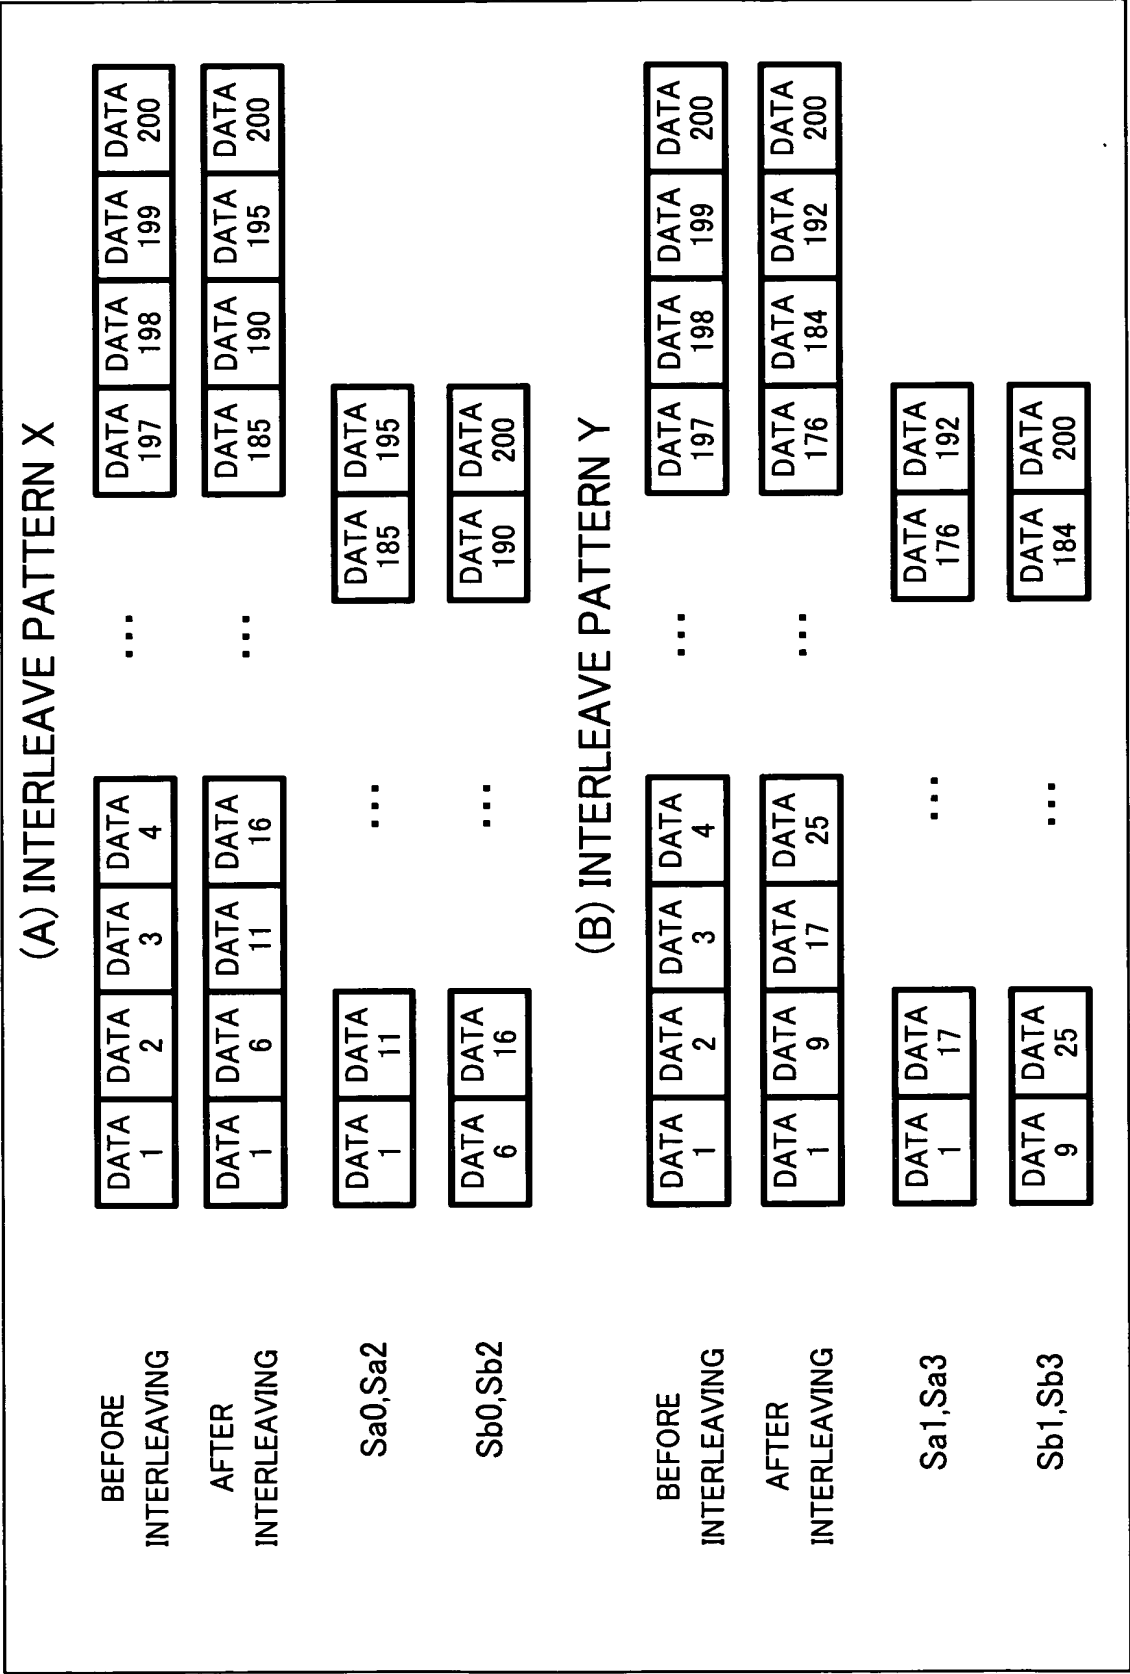 (A) INTERLEAVE PATTERN X
BEFORE
INTERLEAVING
DATA 1 DATA 2 DATA 3 DATA 4 ... DATA 197 DATA 198 DATA 199 DATA 200
AFTER
INTERLEAVING
DATA 1 DATA 6 DATA 11 DATA 16 ... DATA 185 DATA 190 DATA 195 DATA 200
Sa0,Sa2
DATA 1 DATA 11 ... DATA 185 DATA 195
Sb0,Sb2
DATA 6 DATA 16 ... DATA 190 DATA 200
(B) INTERLEAVE PATTERN Y
BEFORE
INTERLEAVING
DATA 1 DATA 2 DATA 3 DATA 4 ... DATA 197 DATA 198 DATA 199 DATA 200
AFTER
INTERLEAVING
DATA 1 DATA 9 DATA 17 DATA 25 ... DATA 176 DATA 184 DATA 192 DATA 200
Sa1,Sa3
DATA 1 DATA 17 ... DATA 176 DATA 192
Sb1,Sb3
DATA 9 DATA 25 ... DATA 184 DATA 200